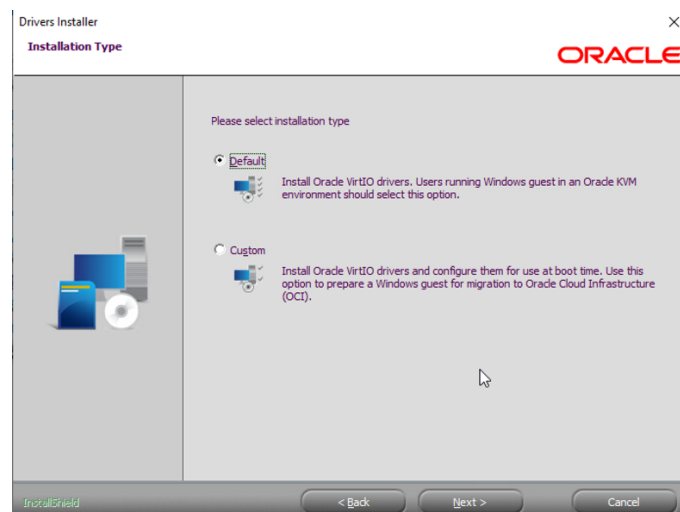 Drivers Installer
Installation Type
ORACLE
Please select installation type
Default
Install Oracle VirtIO drivers. Users running Windows guest in an Oracle KVM
environment should select this option.
Custom
Install Oracle VirtIO drivers and configure them for use at boot time. Use this
option to prepare a Windows guest for migration to Oracle Cloud Infrastructure
(OCI).
InstallShield
< Back
Next >
Cancel